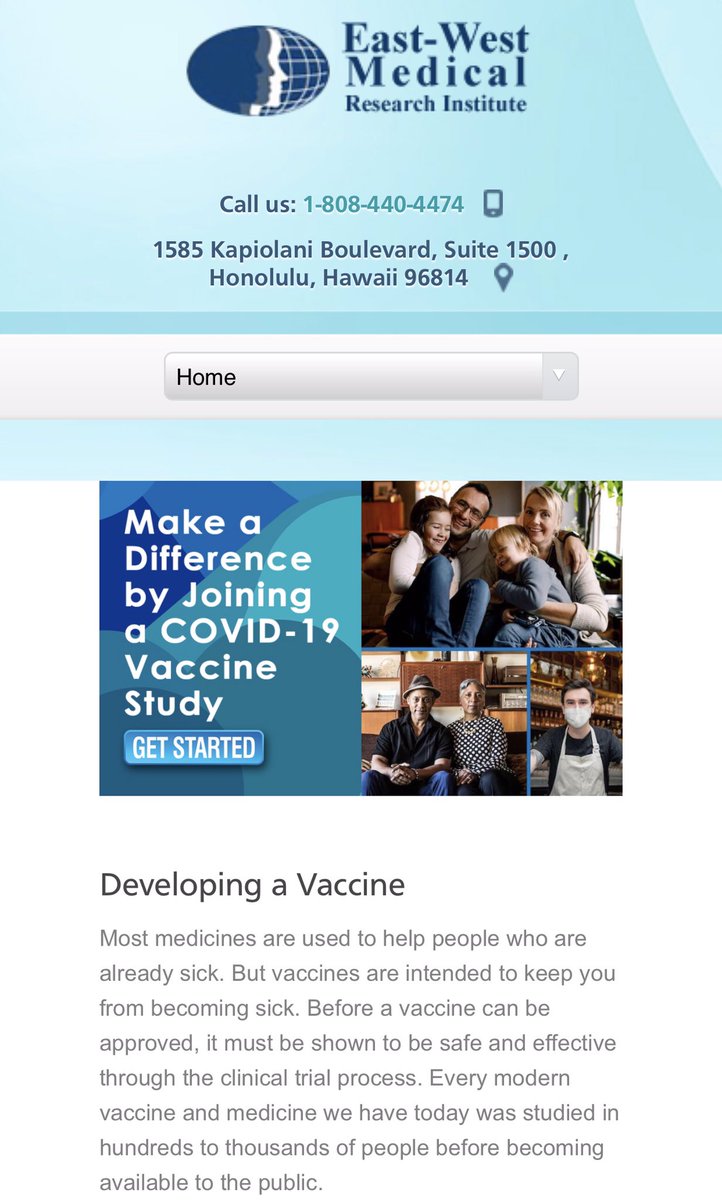 East-West
Medical
Research Institute
Call us: 1-808-440-4474
1585 Kapiolani Boulevard, Suite 1500 ,
Honolulu, Hawaii 96814
Home
Make a
Difference
by Joining
a COVID-19
Vaccine
Study
GET STARTED
Developing a Vaccine
Most medicines are used to help people who are
already sick. But vaccines are intended to keep you
from becoming sick. Before a vaccine can be
approved, it must be shown to be safe and effective
through the clinical trial process. Every modern
vaccine and medicine we have today was studied in
hundreds to thousands of people before becoming
available to the public.